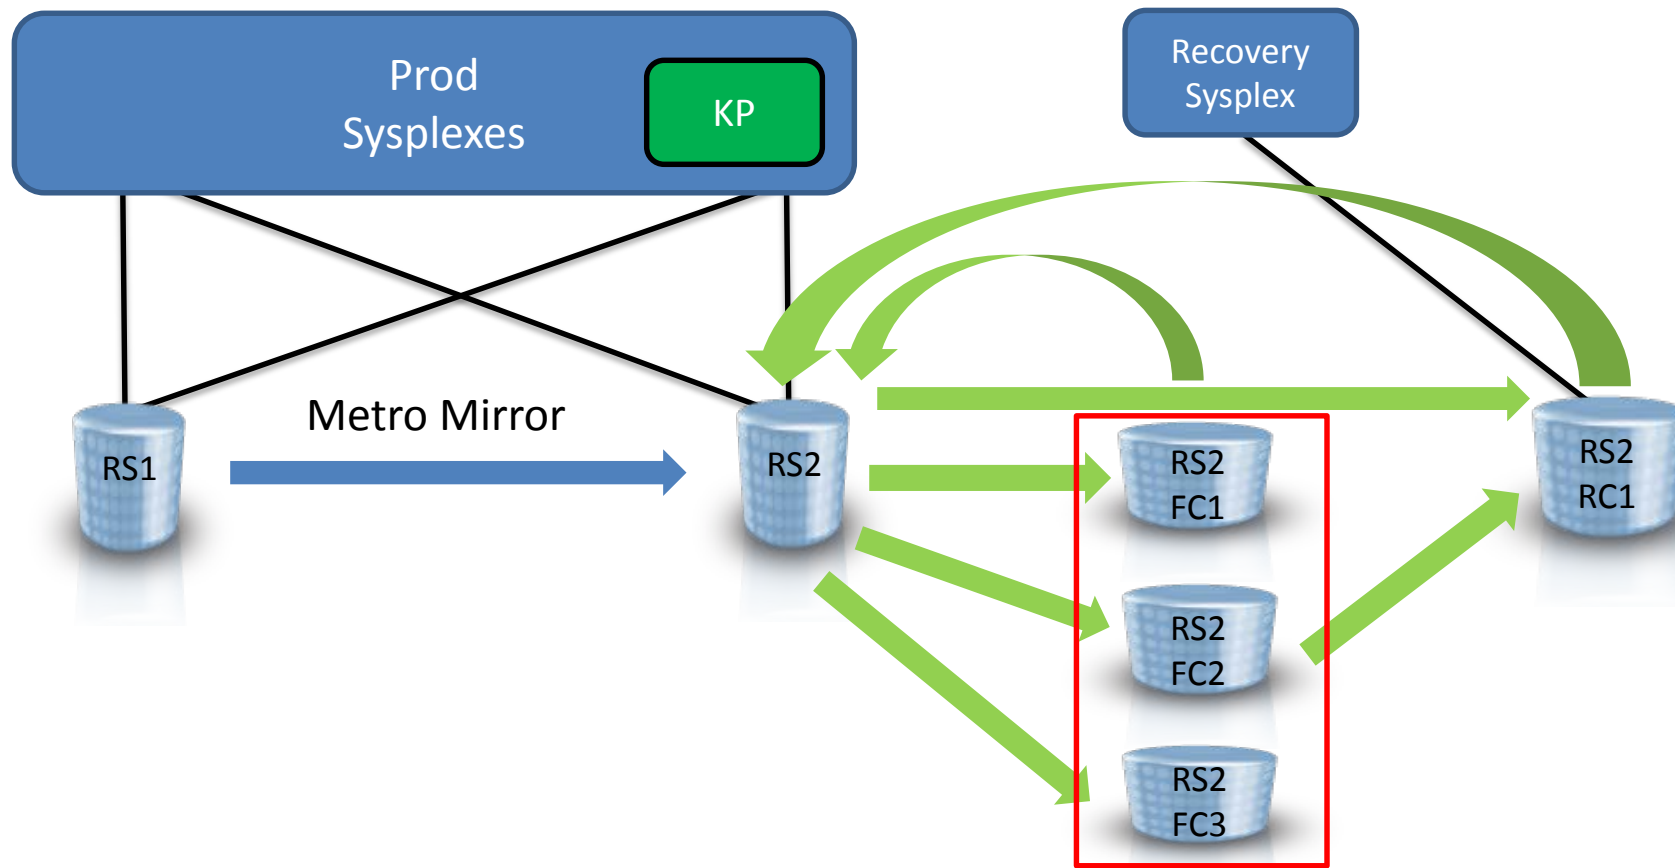 Prod
Sysplexes
KP
Recovery
Sysplex
Metro Mirror
RS1
RS2
RS2
FC1
RS2
RC1
RS2
FC2
RS2
FC3